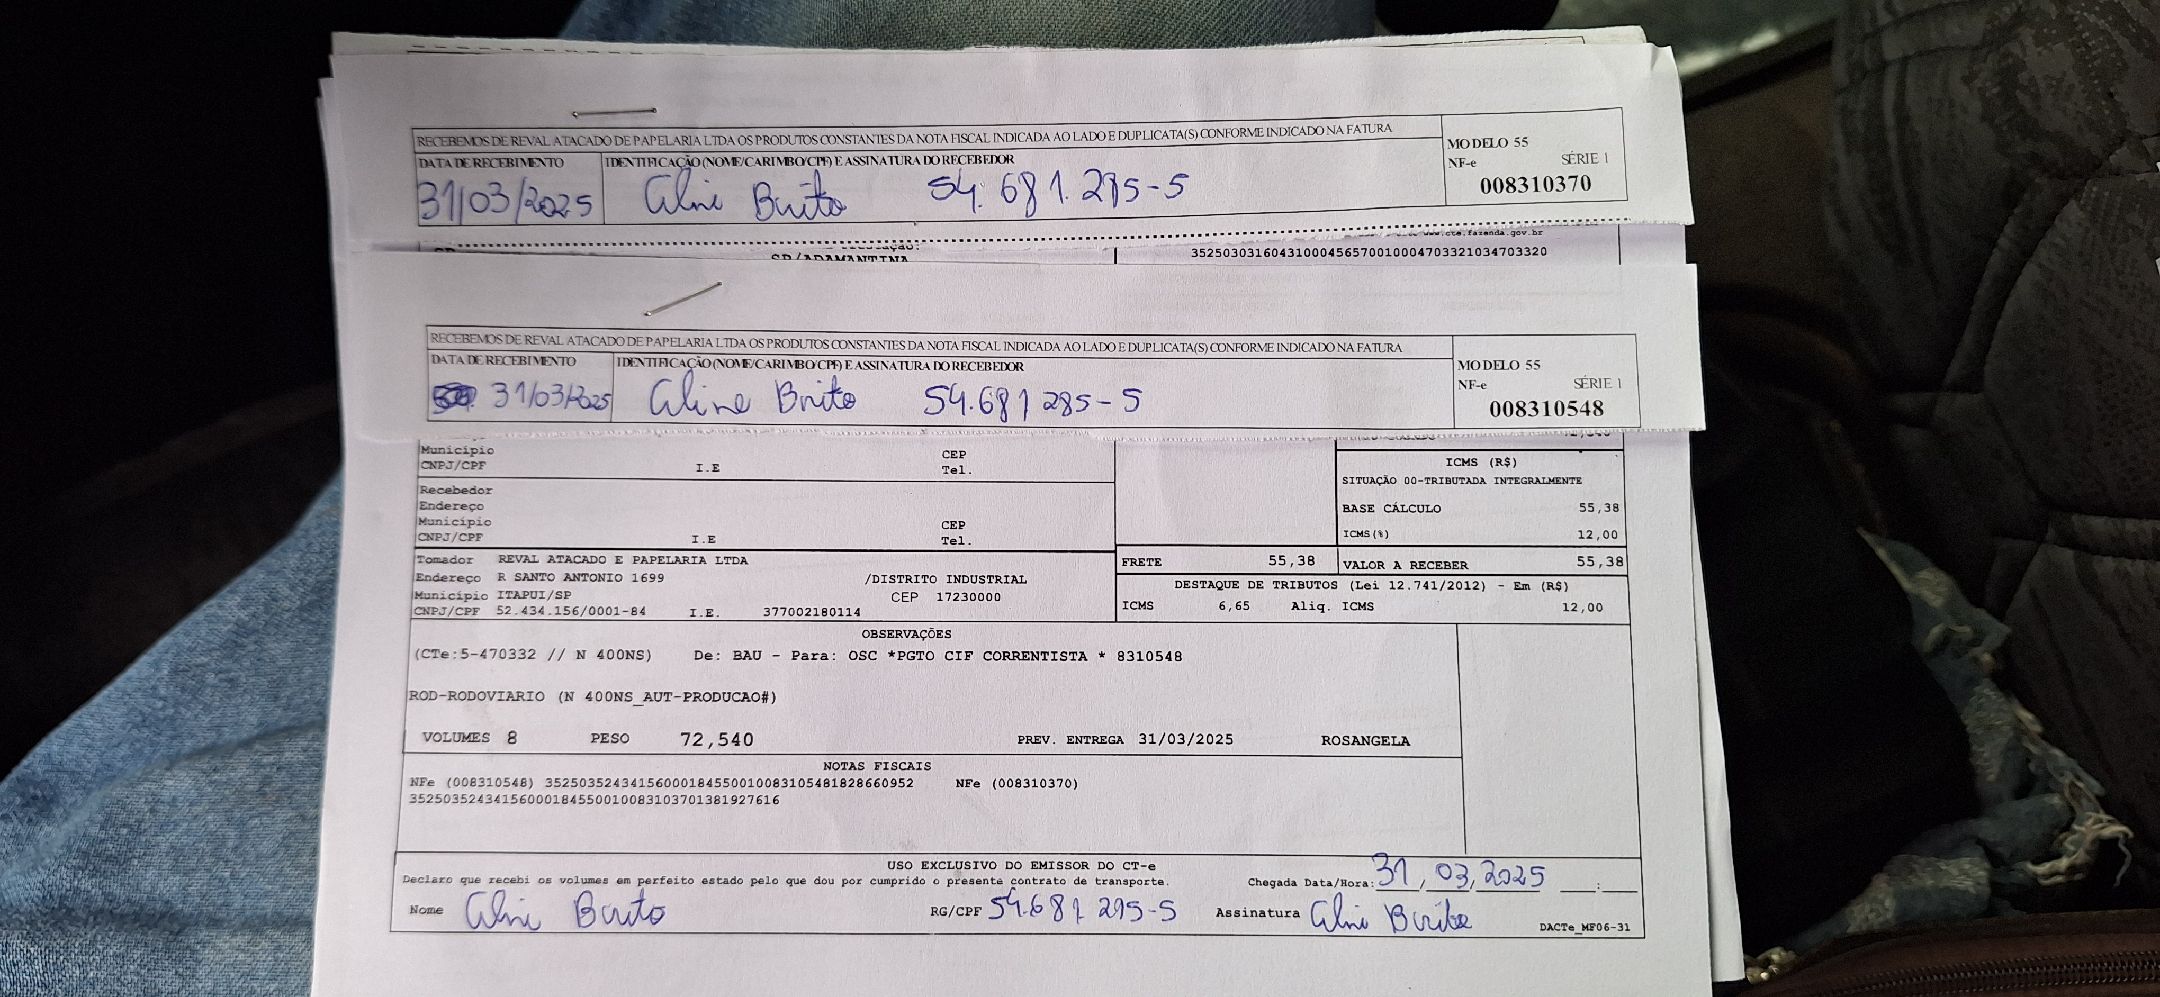 RECEBEMOS DE REVAL ATACADO DE PAPELARIA LTDA OS PRODUTOS CONSTANTES DA NOTA FISCAL INDICADA AO LADO E DUPLICATA(S) CONFORME INDICADO NA FATURA
MODELO 55
DATA DE RECEBIMENTO IDENTIFICAÇÃO (NOME/CARIMBO/CPF) E ASSINATURA DO RECEBEDOR
NF-e SÉRIE 1
31/03/2025 Aline Brito 54.681.285-5
008310370
www.cte.fazenda.gov.br
SP/ADAMANTINA
35250303160431000456570010004703321034703320
RECEBEMOS DE REVAL ATACADO DE PAPELARIA LTDA OS PRODUTOS CONSTANTES DA NOTA FISCAL INDICADA AO LADO E DUPLICATA(S) CONFORME INDICADO NA FATURA
MODELO 55
DATA DE RECEBIMENTO IDENTIFICAÇÃO (NOME/CARIMBO/CPF) E ASSINATURA DO RECEBEDOR
NF-e SÉRIE 1
31/03/2025 Aline Brito 54.681285-5
008310548
Município CEP
CNPJ/CPF I.E Tel.
ICMS (R$)
SITUAÇÃO 00-TRIBUTADA INTEGRALMENTE
Recebedor
Endereço
BASE CÁLCULO 55,38
Município CEP
ICMS(%) 12,00
CNPJ/CPF I.E Tel.
Tomador REVAL ATACADO E PAPELARIA LTDA
FRETE 55,38 VALOR A RECEBER 55,38
Endereço R SANTO ANTONIO 1699 /DISTRITO INDUSTRIAL
DESTAQUE DE TRIBUTOS (Lei 12.741/2012) - Em (R$)
Município ITAPUI/SP CEP 17230000
CNPJ/CPF 52.434.156/0001-84 I.E. 377002180114
ICMS 6,65 Aliq. ICMS 12,00
OBSERVAÇÕES
(CTe:5-470332 // N 400NS) De: BAU - Para: OSC *PGTO CIF CORRENTISTA * 8310548
ROD-RODOVIARIO (N 400NS_AUT-PRODUCAO#)
VOLUMES 8 PESO 72,540 PREV. ENTREGA 31/03/2025 ROSANGELA
NOTAS FISCAIS
NFe (008310548) 35250352434156000184550010083105481828660952 NFe (008310370)
35250352434156000184550010083103701381927616
USO EXCLUSIVO DO EMISSOR DO CT-e
Declaro que recebi os volumes em perfeito estado pelo que dou por cumprido o presente contrato de transporte. Chegada Data/Hora: 31,03,2025 __:__
Nome Aline Brito RG/CPF 54.681.285-5 Assinatura Aline Brito
DACTe_MF06-31